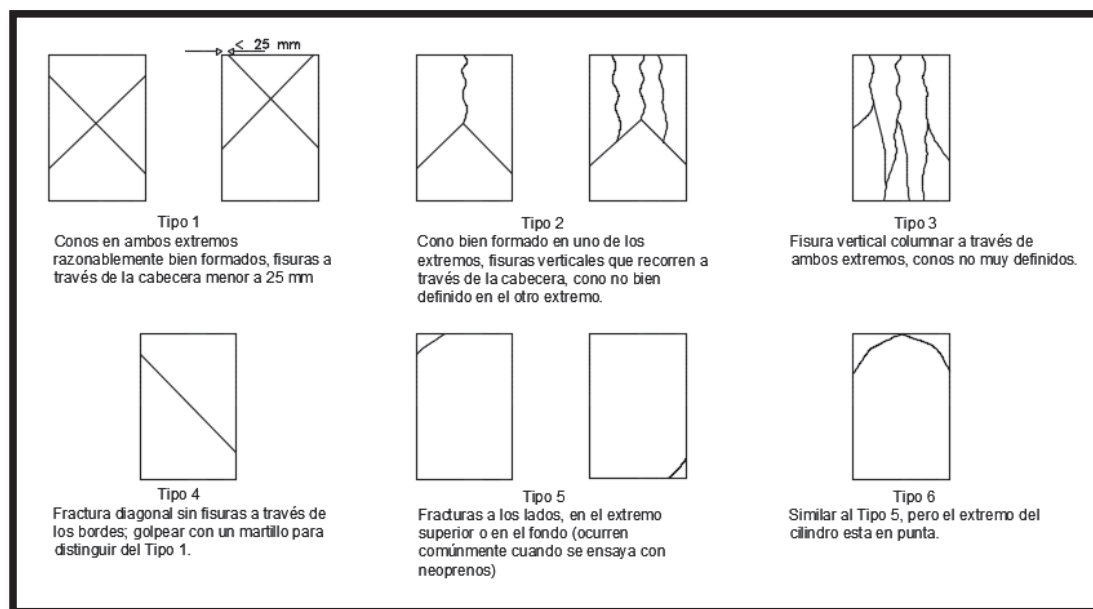 < 25 mm
Tipo 1
Conos en ambos extremos
razonablemente bien formados, fisuras a
través de la cabecera menor a 25 mm
Tipo 2
Cono bien formado en uno de los
extremos, fisuras verticales que recorren a
través de la cabecera, cono no bien
definido en el otro extremo.
Tipo 3
Fisura vertical columnar a través de
ambos extremos, conos no muy definidos.
Tipo 4
Fractura diagonal sin fisuras a través de
los bordes; golpear con un martillo para
distinguir del Tipo 1.
Tipo 5
Fracturas a los lados, en el extremo
superior o en el fondo (ocurren
comúnmente cuando se ensaya con
neoprenos)
Tipo 6
Similar al Tipo 5, pero el extremo del
cilindro esta en punta.